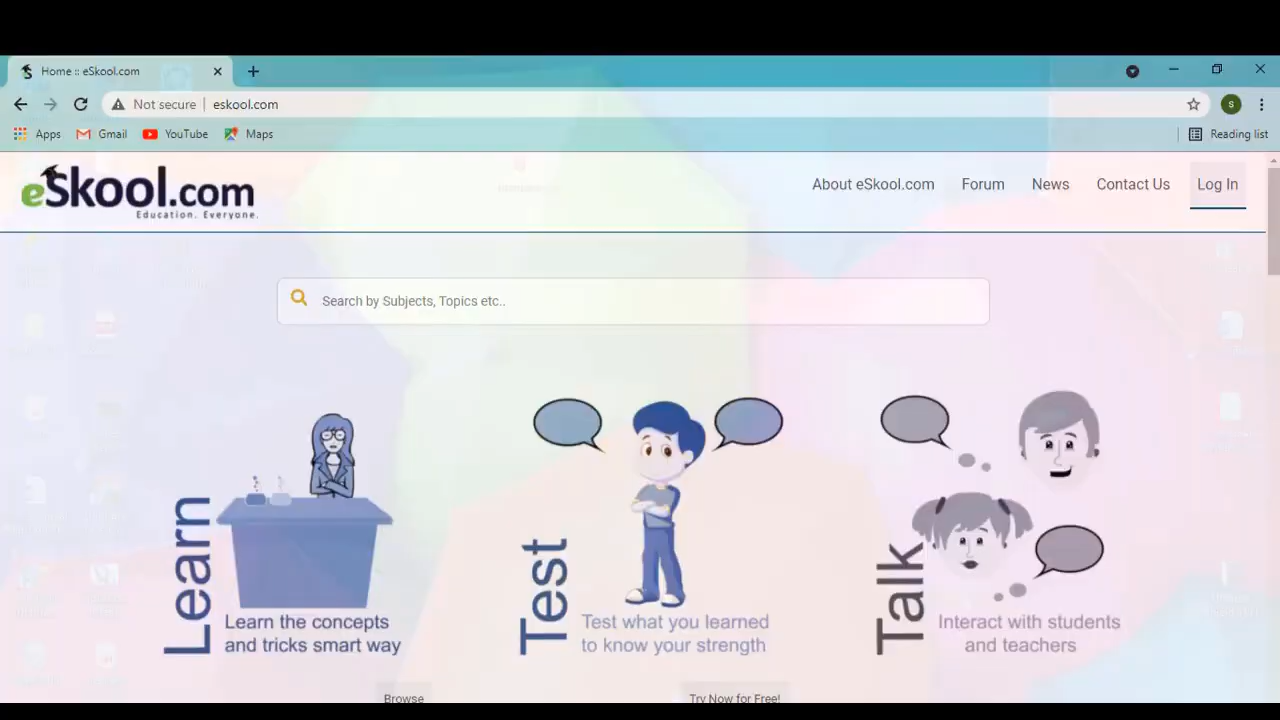 Home :: eSkool.com
Not secure | eskool.com
s
Apps Gmail YouTube Maps Reading list
eSkool.com
Education. Everyone.
About eSkool.com Forum News Contact Us Log In
Search by Subjects, Topics etc..
Learn
Learn the concepts
and tricks smart way
Test
Test what you learned
to know your strength
Talk
Interact with students
and teachers
Browse
Try Now for Free!